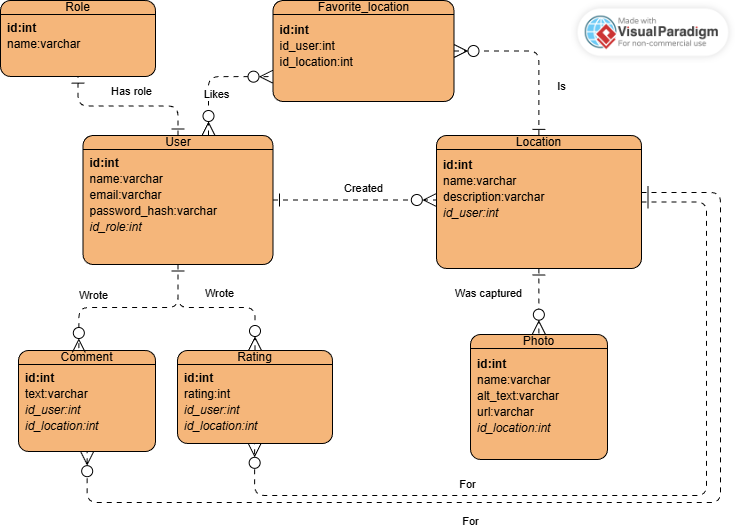 Role
id:int
name:varchar
Favorite_location
id:int
id_user:int
id_location:int
Made with
Visual Paradigm
For non-commercial use
Has role
Likes
Is
User
id:int
name:varchar
email:varchar
password_hash:varchar
id_role:int
Created
Location
id:int
name:varchar
description:varchar
id_user:int
Wrote
Wrote
Was captured
Comment
id:int
text:varchar
id_user:int
id_location:int
Rating
id:int
rating:int
id_user:int
id_location:int
Photo
id:int
name:varchar
alt_text:varchar
url:varchar
id_location:int
For
For